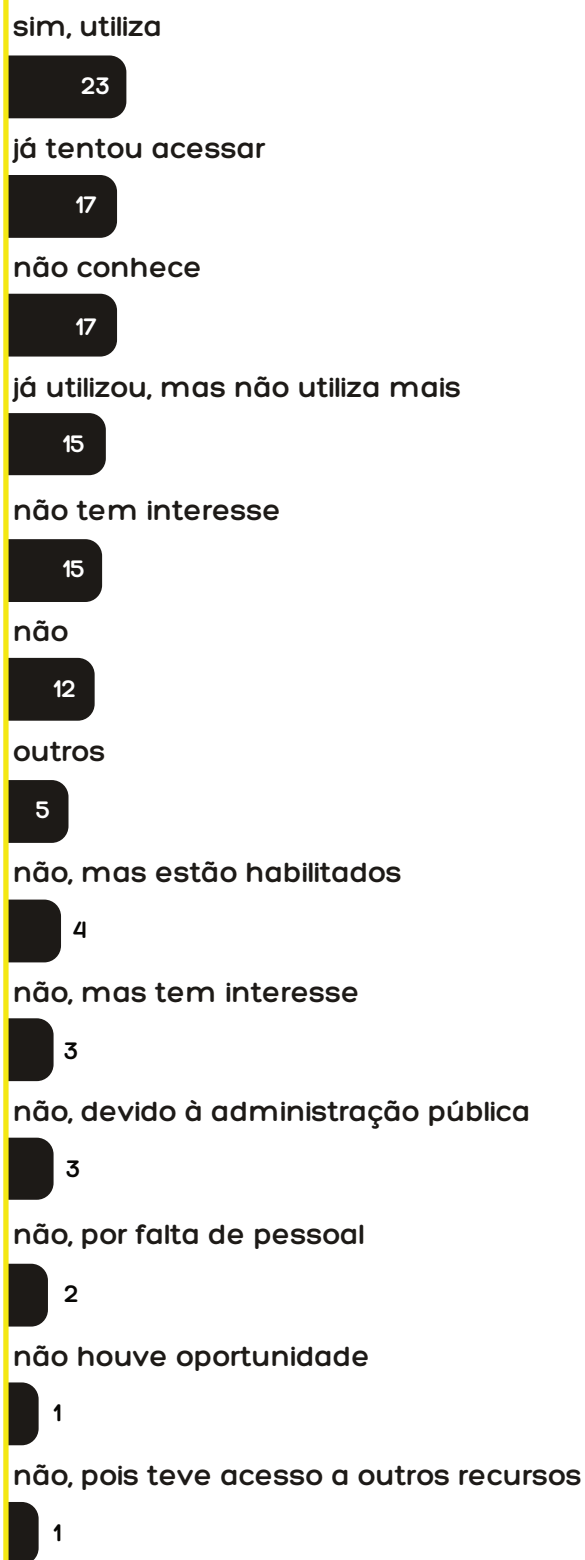 sim, utiliza
23
já tentou acessar
17
não conhece
17
já utilizou, mas não utiliza mais
15
não tem interesse
15
não
12
outros
5
não, mas estão habilitados
4
não, mas tem interesse
3
não, devido à administração pública
3
não, por falta de pessoal
2
não houve oportunidade
1
não, pois teve acesso a outros recursos
1